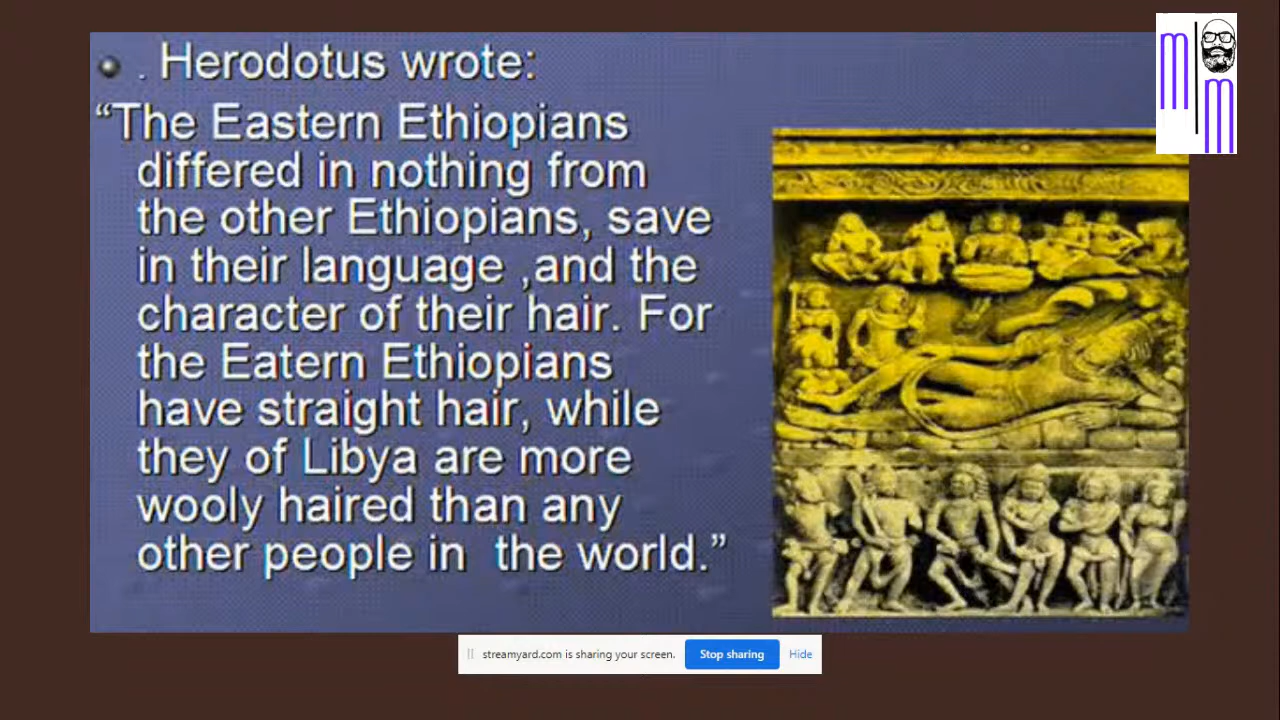 . Herodotus wrote:
“The Eastern Ethiopians
differed in nothing from
the other Ethiopians, save
in their language ,and the
character of their hair. For
the Eatern Ethiopians
have straight hair, while
they of Libya are more
wooly haired than any
other people in  the world.”
m
m
streamyard.com is sharing your screen.
Stop sharing
Hide